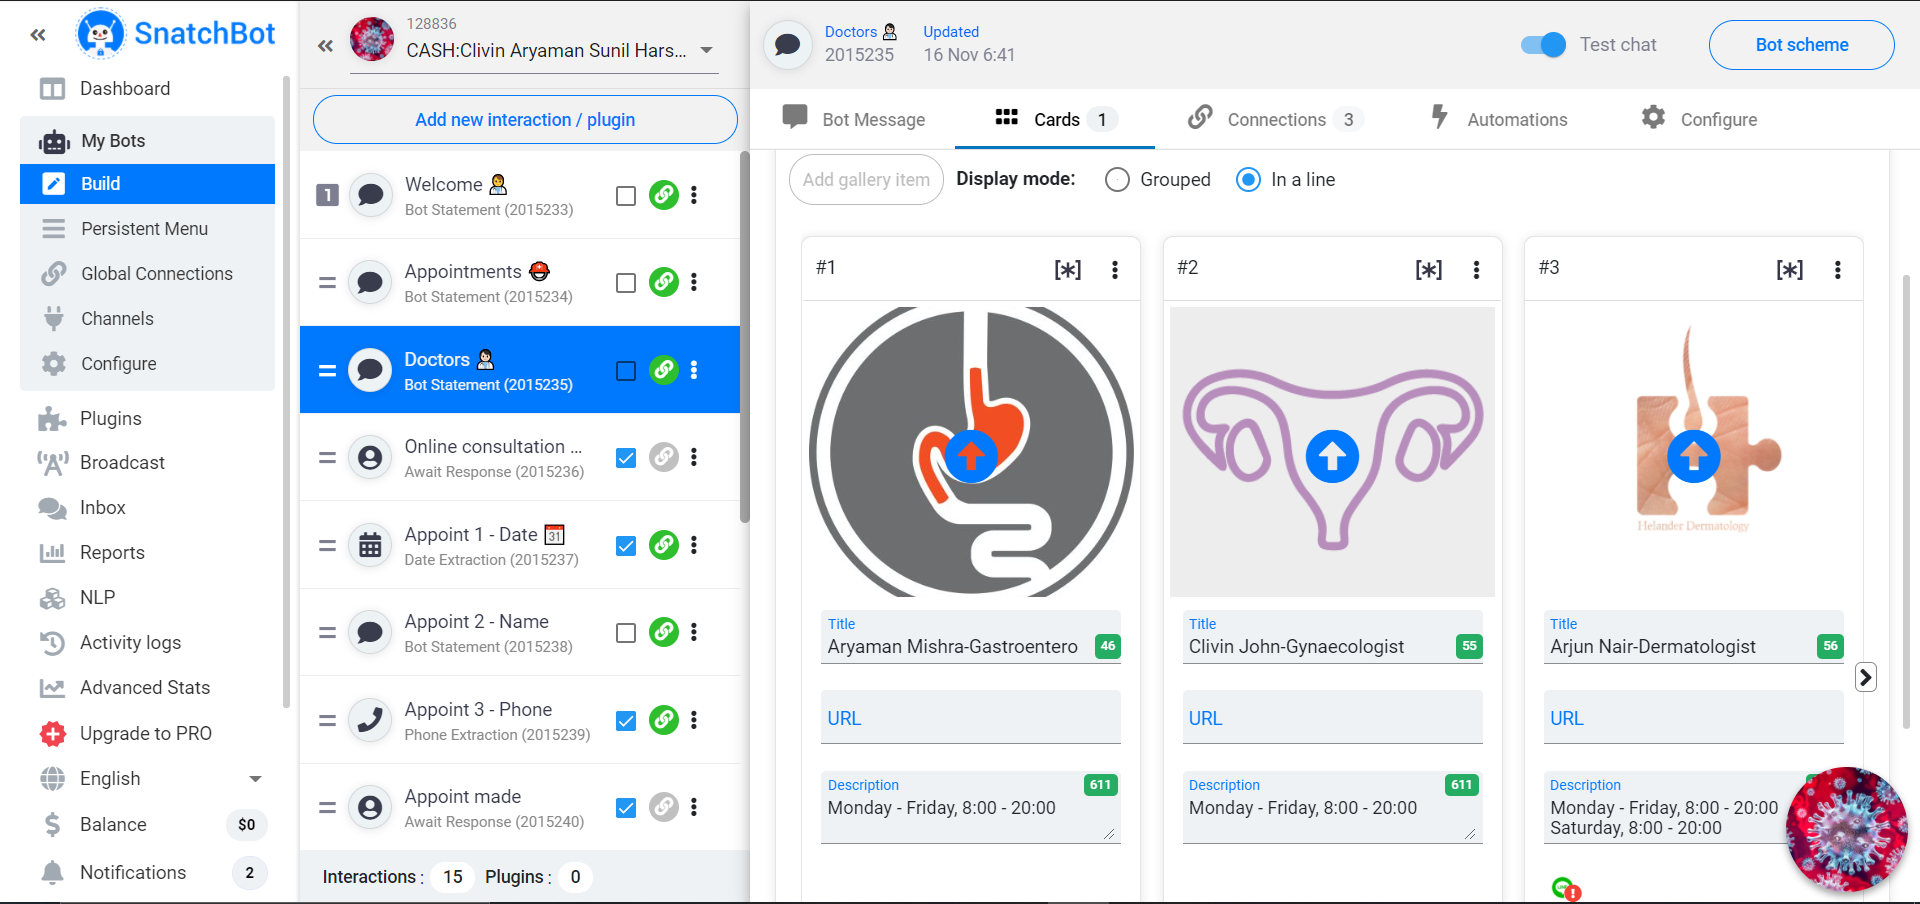 SnatchBot
Dashboard
My Bots
Build
Persistent Menu
Global Connections
Channels
Configure
Plugins
Broadcast
Inbox
Reports
NLP
Activity logs
Advanced Stats
Upgrade to PRO
English
Balance $0
Notifications 2
128836
CASH:Clivin Aryaman Sunil Hars...
Add new interaction / plugin
1 Welcome
Bot Statement (2015233)
Appointments
Bot Statement (2015234)
Doctors
Bot Statement (2015235)
Online consultation ...
Await Response (2015236)
Appoint 1 - Date 31
Date Extraction (2015237)
Appoint 2 - Name
Bot Statement (2015238)
Appoint 3 - Phone
Phone Extraction (2015239)
Appoint made
Await Response (2015240)
Interactions : 15 Plugins : 0
Doctors Updated
2015235 16 Nov 6:41
Test chat
Bot scheme
Bot Message Cards 1 Connections 3 Automations Configure
Add gallery item Display mode: Grouped In a line
#1 [*]
Title
Aryaman Mishra-Gastroentero 46
URL
Description 611
Monday - Friday, 8:00 - 20:00
#2 [*]
Title
Clivin John-Gynaecologist 55
URL
Description 611
Monday - Friday, 8:00 - 20:00
#3 [*]
Helander Dermatology
Title
Arjun Nair-Dermatologist 56
URL
Description
Monday - Friday, 8:00 - 20:00
Saturday, 8:00 - 20:00